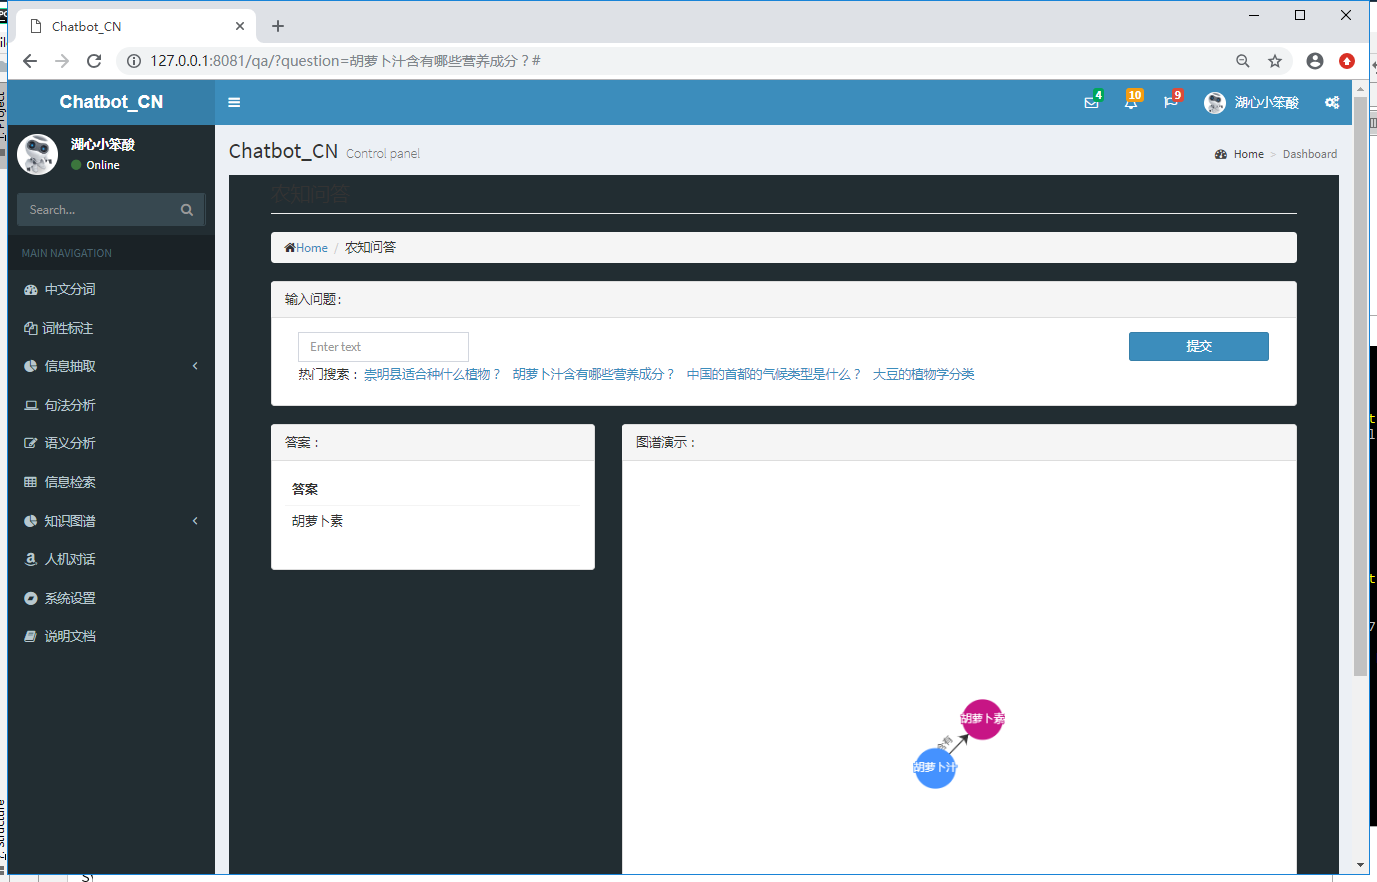 Chatbot_CN
127.0.0.1:8081/qa/?question=胡萝卜汁含有哪些营养成分？#
Chatbot_CN
4
10
9
湖心小笨酸
湖心小笨酸
Online
Search...
MAIN NAVIGATION
中文分词
词性标注
信息抽取
句法分析
语义分析
信息检索
知识图谱
人机对话
系统设置
说明文档
Chatbot_CN Control panel
Home > Dashboard
农知问答
Home / 农知问答
输入问题：
Enter text
提交
热门搜索： 崇明县适合种什么植物？ 胡萝卜汁含有哪些营养成分？ 中国的首都的气候类型是什么？ 大豆的植物学分类
答案：
答案
胡萝卜素
图谱演示：
胡萝卜素
含有
胡萝卜汁